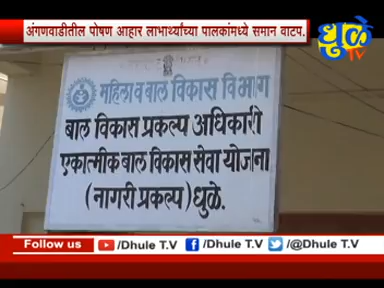 अंगणवाडीतील पोषण आहार लाभार्थ्यांच्या पालकांमध्ये समान वाटप.
धुळे
TV
महिला व बाल विकास विभाग
बाल विकास प्रकल्प अधिकारी
एकात्मीक बाल विकास सेवा योजना
(नागरी प्रकल्प) धुळे.
Follow us
/Dhule T.V
/Dhule T.V
/@Dhule T.V